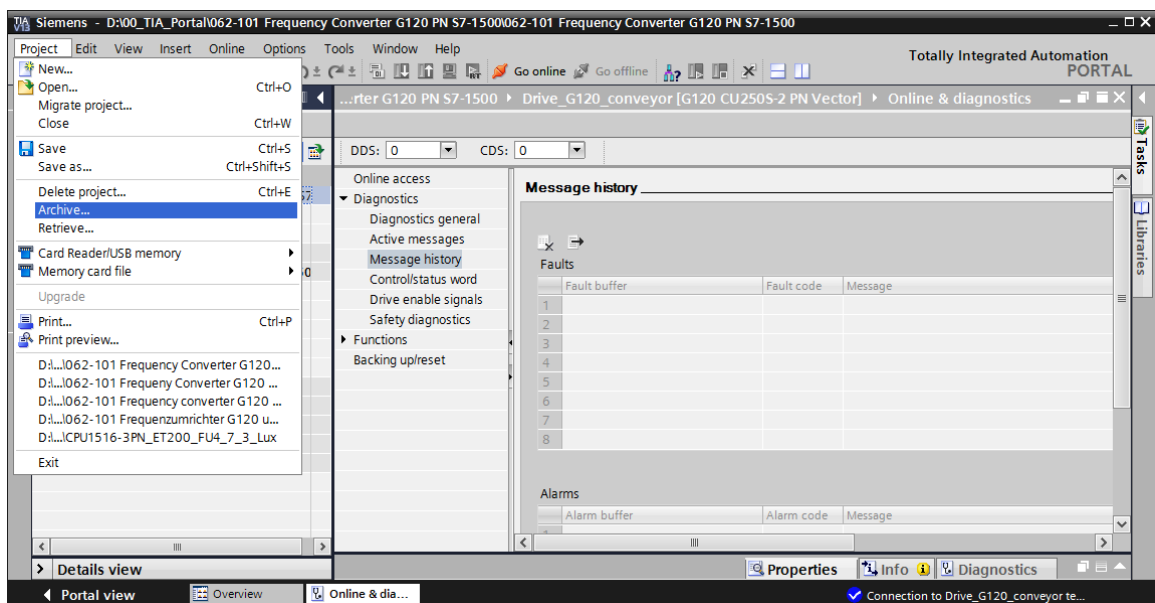 TIA V13 Siemens - D:\00_TIA_Portal\062-101 Frequency Converter G120 PN S7-1500\062-101 Frequency Converter G120 PN S7-1500
Project Edit View Insert Online Options Tools Window Help
Totally Integrated Automation
PORTAL
Go online Go offline
New...
Open... Ctrl+O
Migrate project...
Close Ctrl+W
Save Ctrl+S
Save as... Ctrl+Shift+S
Delete project... Ctrl+E
Archive...
Retrieve...
Card Reader/USB memory
Memory card file
Upgrade
Print... Ctrl+P
Print preview...
D:\...\062-101 Frequency Converter G120...
D:\...\062-101 Frequeny Converter G120 ...
D:\...\062-101 Frequency converter G120 ...
D:\...\062-101 Frequenzumrichter G120 u...
D:\...\CPU1516-3PN_ET200_FU4_7_3_Lux
Exit
...rter G120 PN S7-1500 Drive_G120_conveyor [G120 CU250S-2 PN Vector] Online & diagnostics
DDS: 0 CDS: 0
Online access
Diagnostics
Diagnostics general
Active messages
Message history
Control/status word
Drive enable signals
Safety diagnostics
Functions
Backing up/reset
Message history
Faults
Fault buffer Fault code Message
1
2
3
4
5
6
7
8
Alarms
Alarm buffer Alarm code Message
Tasks
Libraries
Details view
Properties Info Diagnostics
Portal view Overview Online & dia... Connection to Drive_G120_conveyor te...